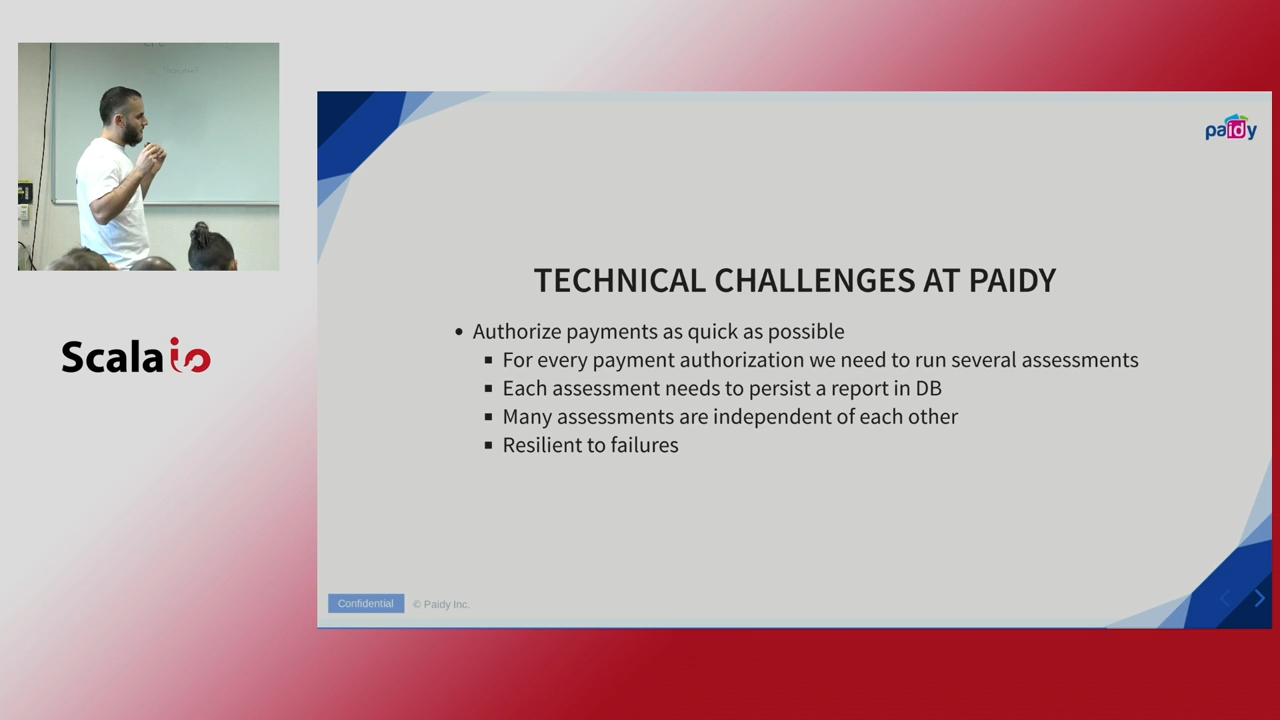 Scala io
paidy
TECHNICAL CHALLENGES AT PAIDY
• Authorize payments as quick as possible
▪ For every payment authorization we need to run several assessments
▪ Each assessment needs to persist a report in DB
▪ Many assessments are independent of each other
▪ Resilient to failures
Confidential © Paidy Inc.